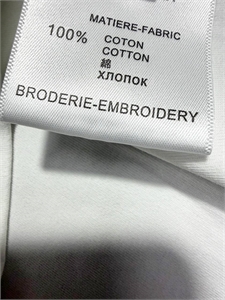 MATIERE-FABRIC
100% COTON
COTTON
綿
ХЛОПОК
BRODERIE-EMBROIDERY